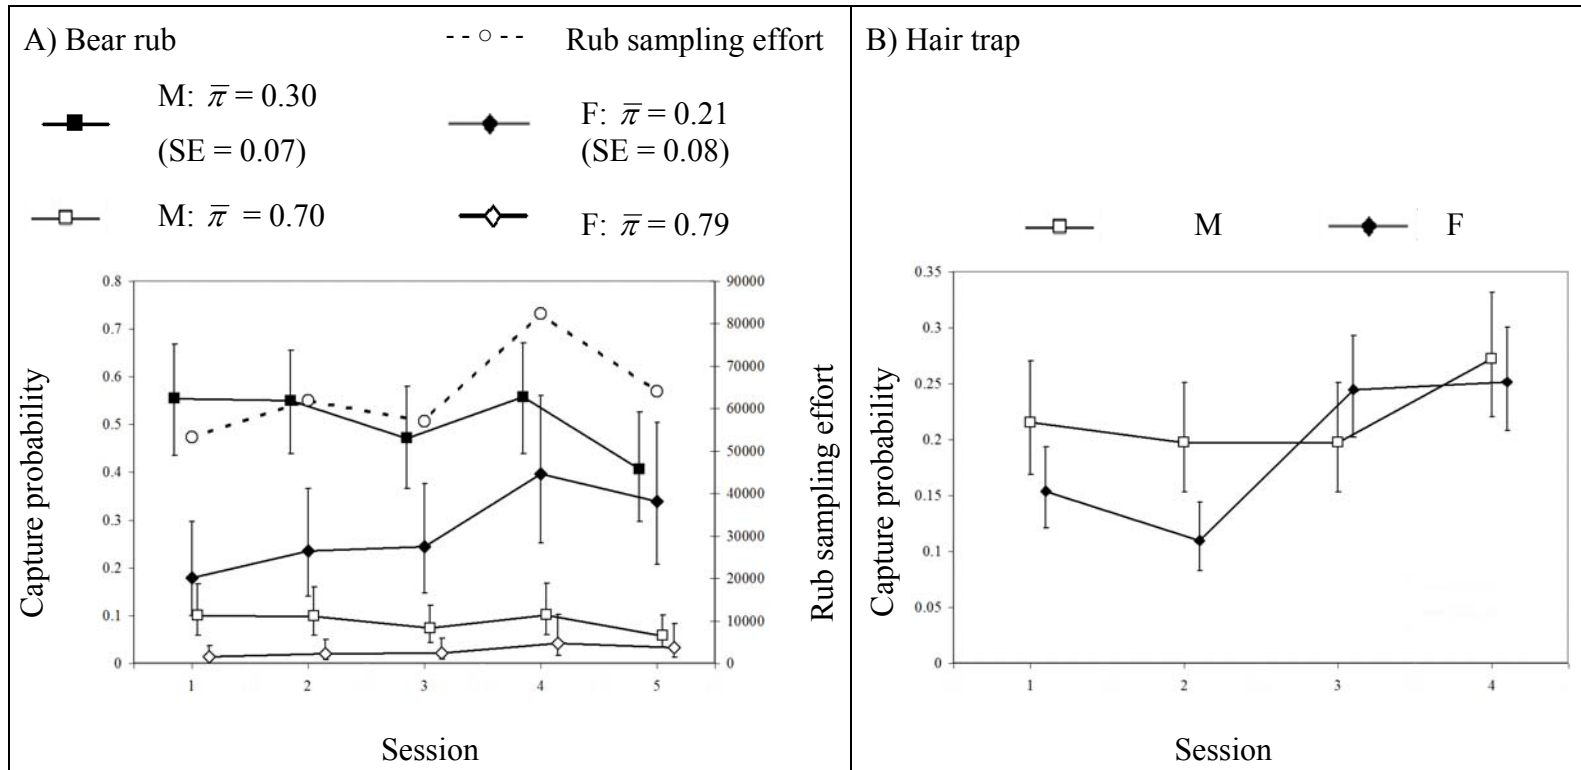 A) Bear rub
Rub sampling effort
M: π̅ = 0.30
(SE = 0.07)
F: π̅ = 0.21
(SE = 0.08)
M: π̅ = 0.70
F: π̅ = 0.79
Capture probability
0.8
0.7
0.6
0.5
0.4
0.3
0.2
0.1
0
90000
80000
70000
60000
50000
40000
30000
20000
10000
0
Rub sampling effort
1 2 3 4 5
Session
B) Hair trap
M F
Capture probability
0.35
0.3
0.25
0.2
0.15
0.1
0.05
0
1 2 3 4
Session